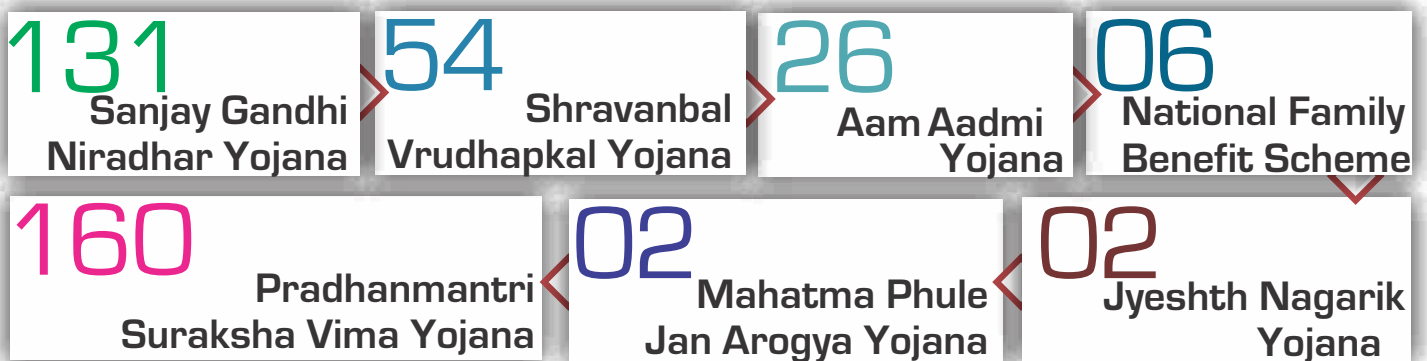 131
Sanjay Gandhi
Niradhar Yojana
54
Shravanbal
Vrudhapkal Yojana
26
Aam Aadmi
Yojana
06
National Family
Benefit Scheme
02
Jyeshth Nagarik
Yojana
02
Mahatma Phule
Jan Arogya Yojana
160
Pradhanmantri
Suraksha Vima Yojana